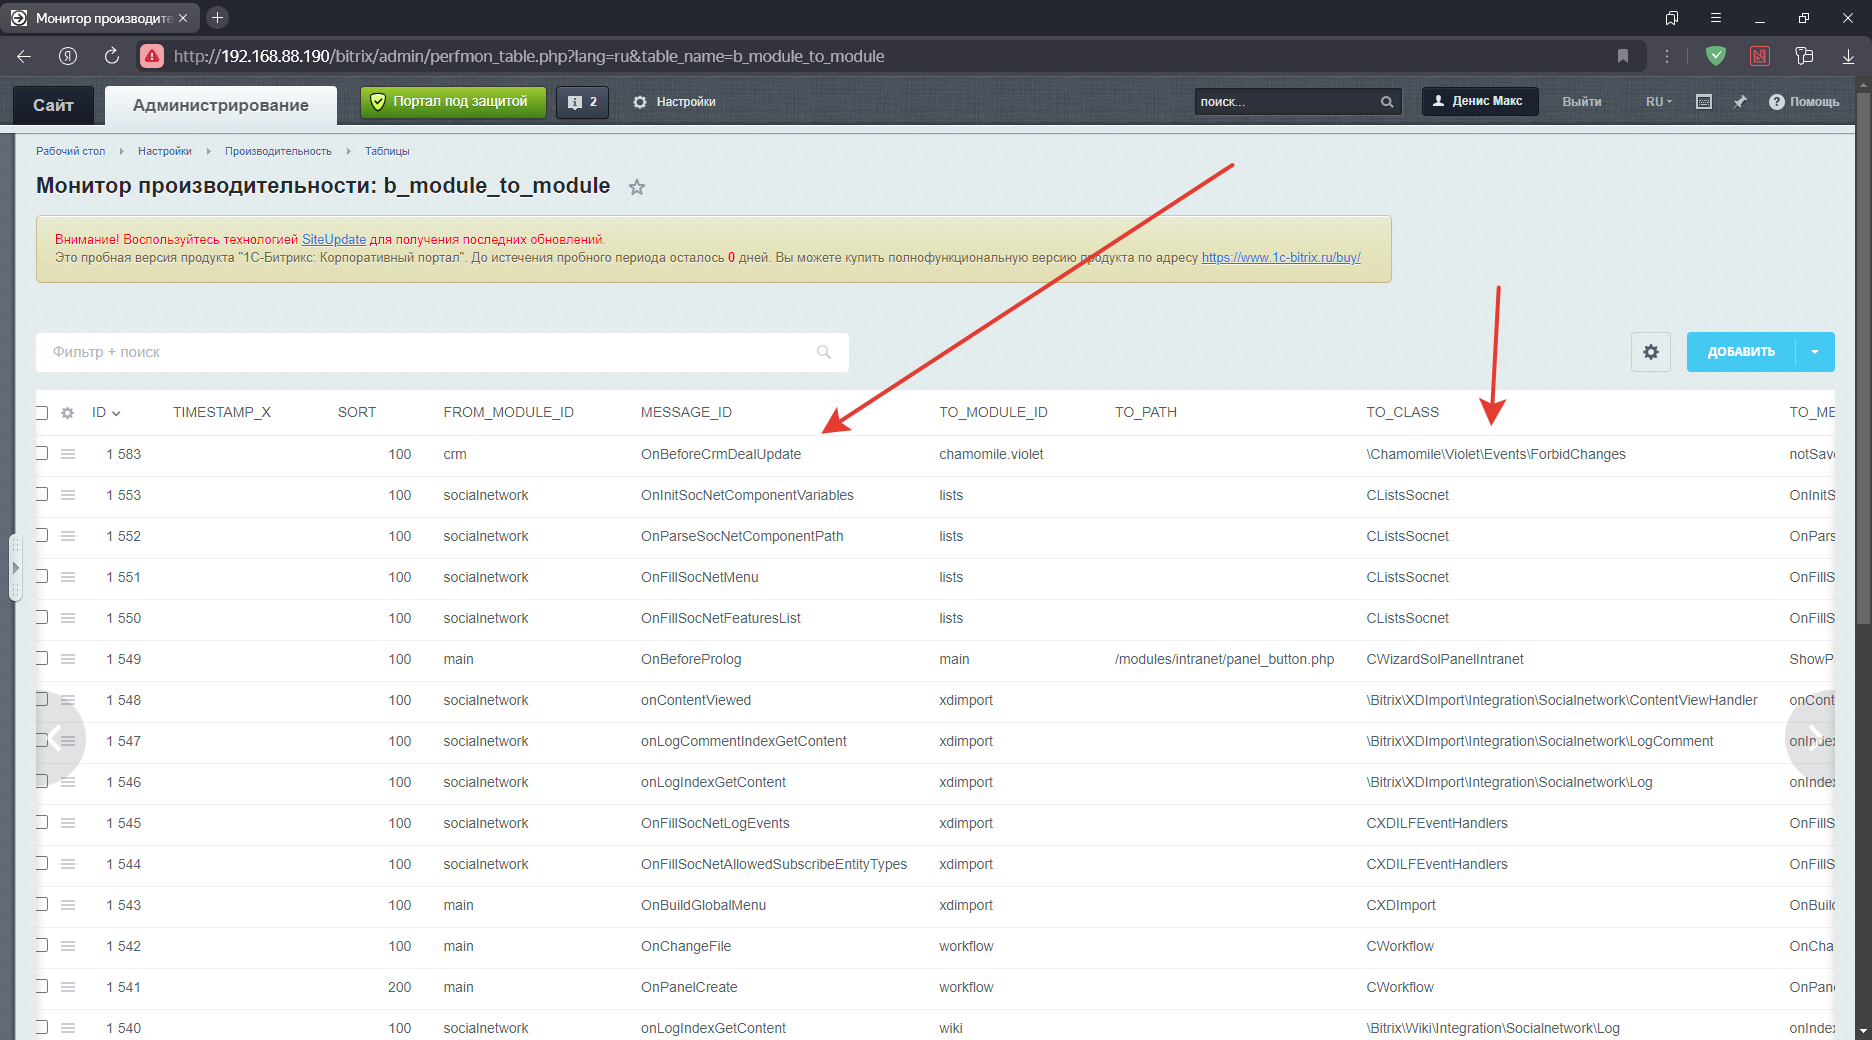 Монитор производите
http://192.168.88.190/bitrix/admin/perfmon_table.php?lang=ru&table_name=b_module_to_module
Сайт
Администрирование
Портал под защитой
2
Настройки
поиск...
Денис Макс
Выйти
RU
Помощь
Рабочий стол
Настройки
Производительность
Таблицы
Монитор производительности: b_module_to_module
Внимание! Воспользуйтесь технологией SiteUpdate для получения последних обновлений.
Это пробная версия продукта "1С-Битрикс: Корпоративный портал". До истечения пробного периода осталось 0 дней. Вы можете купить полнофункциональную версию продукта по адресу https://www.1c-bitrix.ru/buy/
Фильтр + поиск
ДОБАВИТЬ
ID TIMESTAMP_X SORT FROM_MODULE_ID MESSAGE_ID TO_MODULE_ID TO_PATH TO_CLASS TO_ME
1 583 100 crm OnBeforeCrmDealUpdate chamomile.violet \Chamomile\Violet\Events\ForbidChanges notSav
1 553 100 socialnetwork OnInitSocNetComponentVariables lists CListsSocnet OnInitS
1 552 100 socialnetwork OnParseSocNetComponentPath lists CListsSocnet OnPars
1 551 100 socialnetwork OnFillSocNetMenu lists CListsSocnet OnFillS
1 550 100 socialnetwork OnFillSocNetFeaturesList lists CListsSocnet OnFillS
1 549 100 main OnBeforeProlog main /modules/intranet/panel_button.php CWizardSolPanelIntranet ShowP
1 548 100 socialnetwork onContentViewed xdimport \Bitrix\XDImport\Integration\Socialnetwork\ContentViewHandler onCont
1 547 100 socialnetwork onLogCommentIndexGetContent xdimport \Bitrix\XDImport\Integration\Socialnetwork\LogComment onIndex
1 546 100 socialnetwork onLogIndexGetContent xdimport \Bitrix\XDImport\Integration\Socialnetwork\Log onIndex
1 545 100 socialnetwork OnFillSocNetLogEvents xdimport CXDILFEventHandlers OnFillS
1 544 100 socialnetwork OnFillSocNetAllowedSubscribeEntityTypes xdimport CXDILFEventHandlers OnFillS
1 543 100 main OnBuildGlobalMenu xdimport CXDImport OnBuild
1 542 100 main OnChangeFile workflow CWorkflow OnCha
1 541 200 main OnPanelCreate workflow CWorkflow OnPan
1 540 100 socialnetwork onLogIndexGetContent wiki \Bitrix\Wiki\Integration\Socialnetwork\Log onIndex